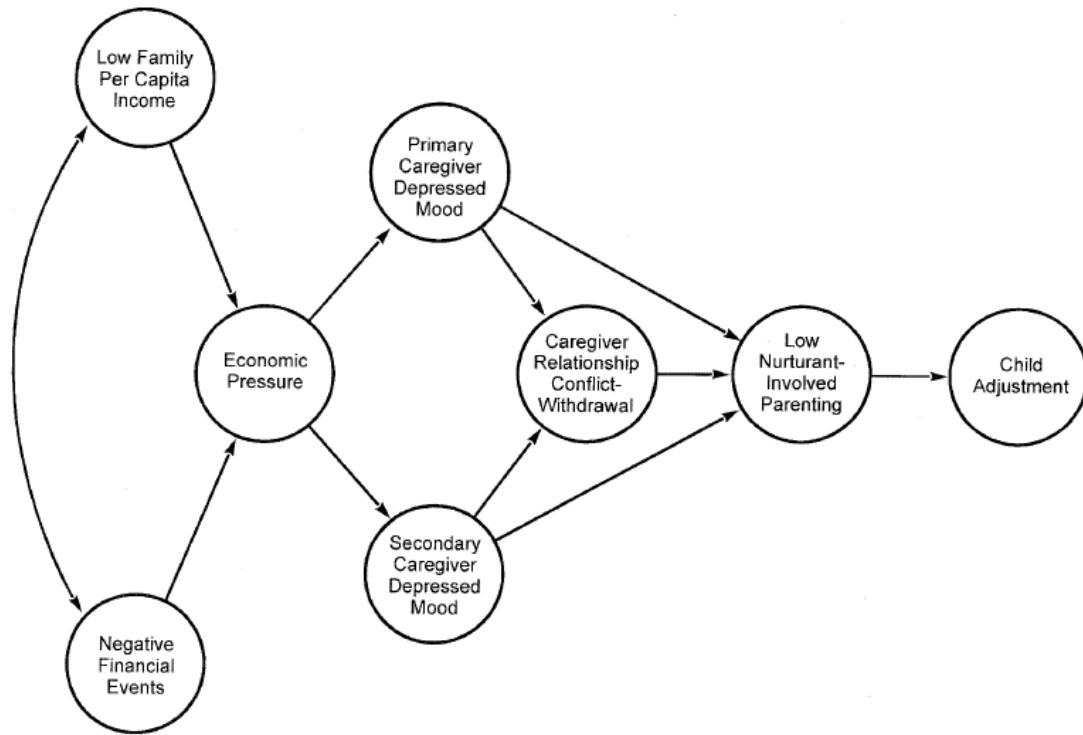 Low Family
Per Capita
Income
Primary
Caregiver
Depressed
Mood
Economic
Pressure
Caregiver
Relationship
Conflict-
Withdrawal
Low
Nurturant-
Involved
Parenting
Child
Adjustment
Secondary
Caregiver
Depressed
Mood
Negative
Financial
Events